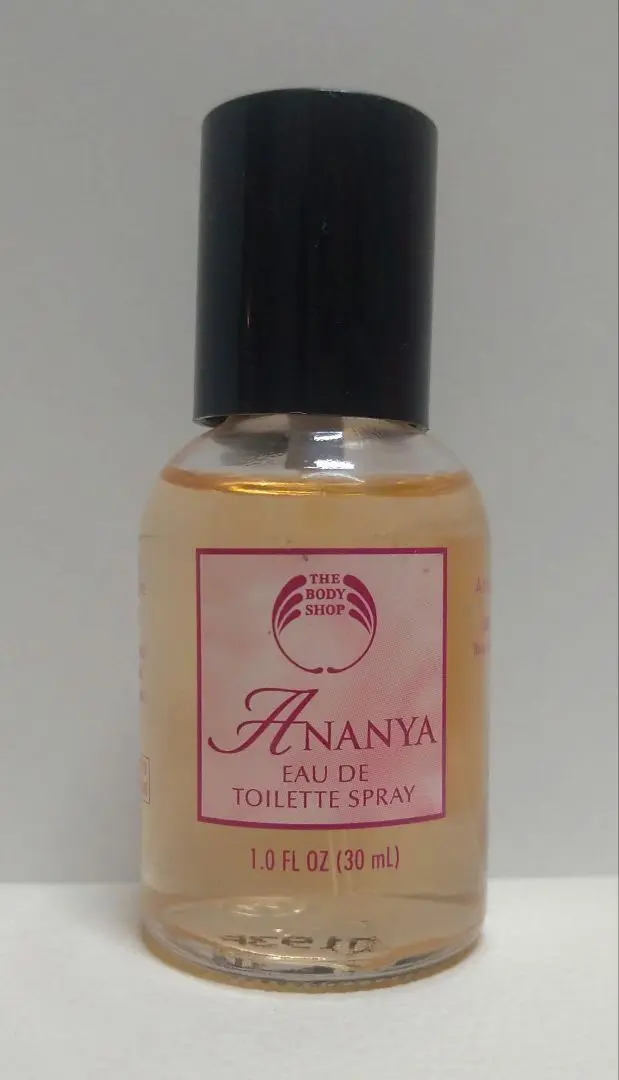 THE
BODY
SHOP
ANANYA
EAU DE
TOILETTE SPRAY
1.0 FL OZ (30 mL)